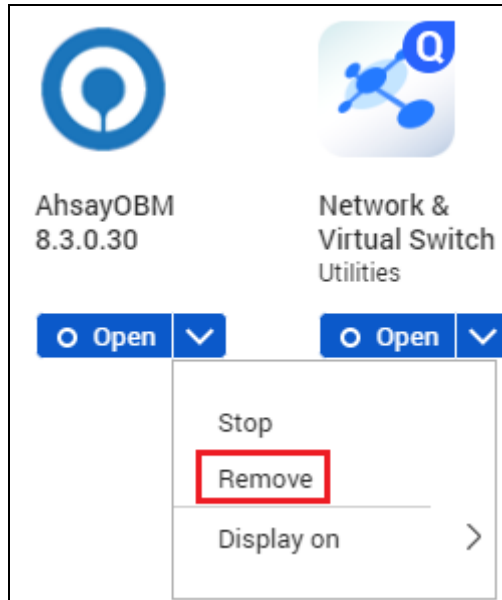 Q
AhsayOBM
8.3.0.30
Network &
Virtual Switch
Utilities
Open
Open
Stop
Remove
Display on